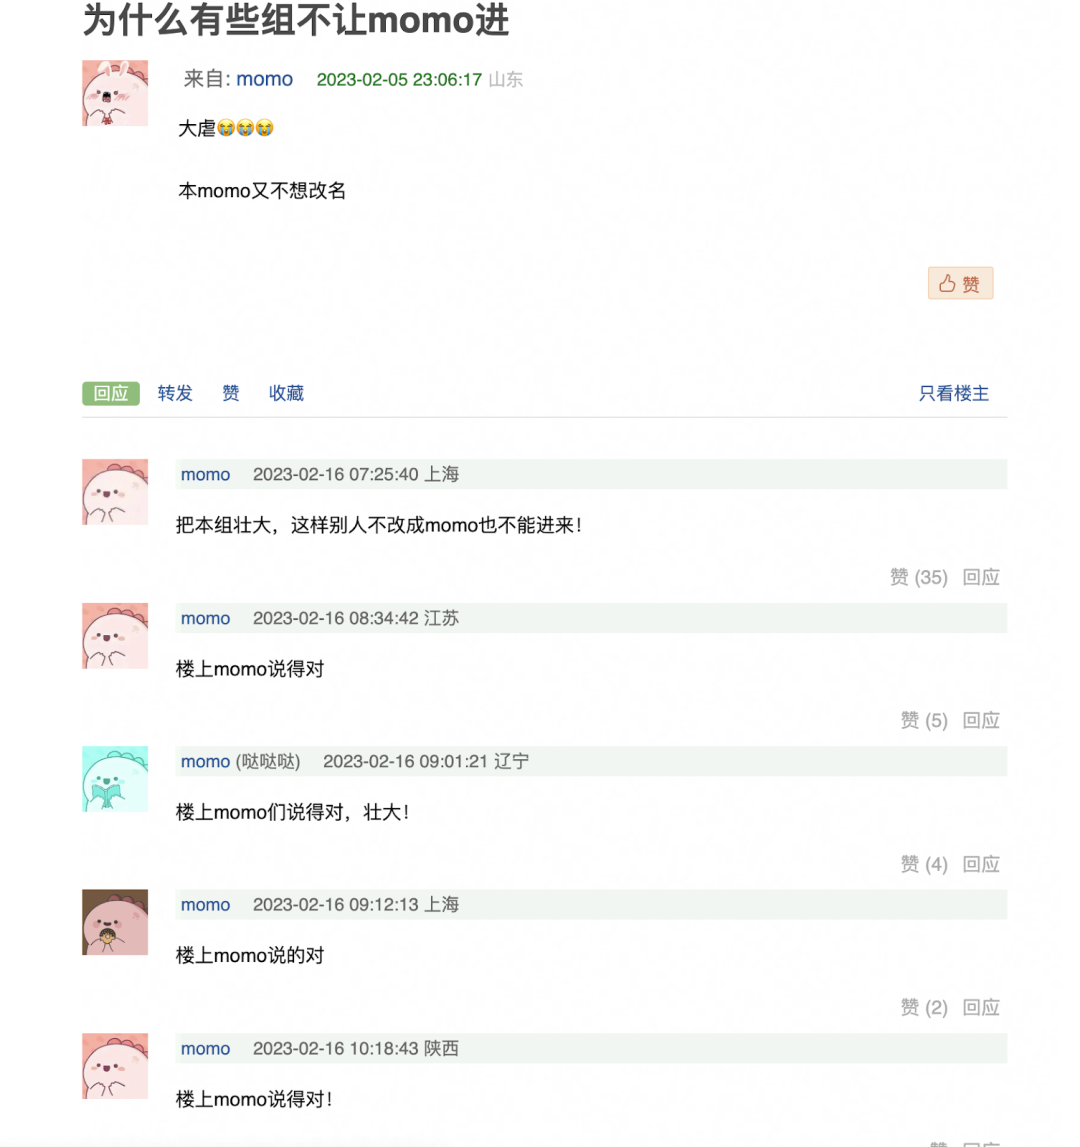 为什么有些组不让momo进
来自: momo 2023-02-05 23:06:17 山东
大虐😭😭😭
本momo又不想改名
赞
回应 转发 赞 收藏 只看楼主
momo 2023-02-16 07:25:40 上海
把本组壮大，这样别人不改成momo也不能进来！
赞 (35) 回应
momo 2023-02-16 08:34:42 江苏
楼上momo说得对
赞 (5) 回应
momo (哒哒哒) 2023-02-16 09:01:21 辽宁
楼上momo们说得对，壮大！
赞 (4) 回应
momo 2023-02-16 09:12:13 上海
楼上momo说的对
赞 (2) 回应
momo 2023-02-16 10:18:43 陕西
楼上momo说得对！